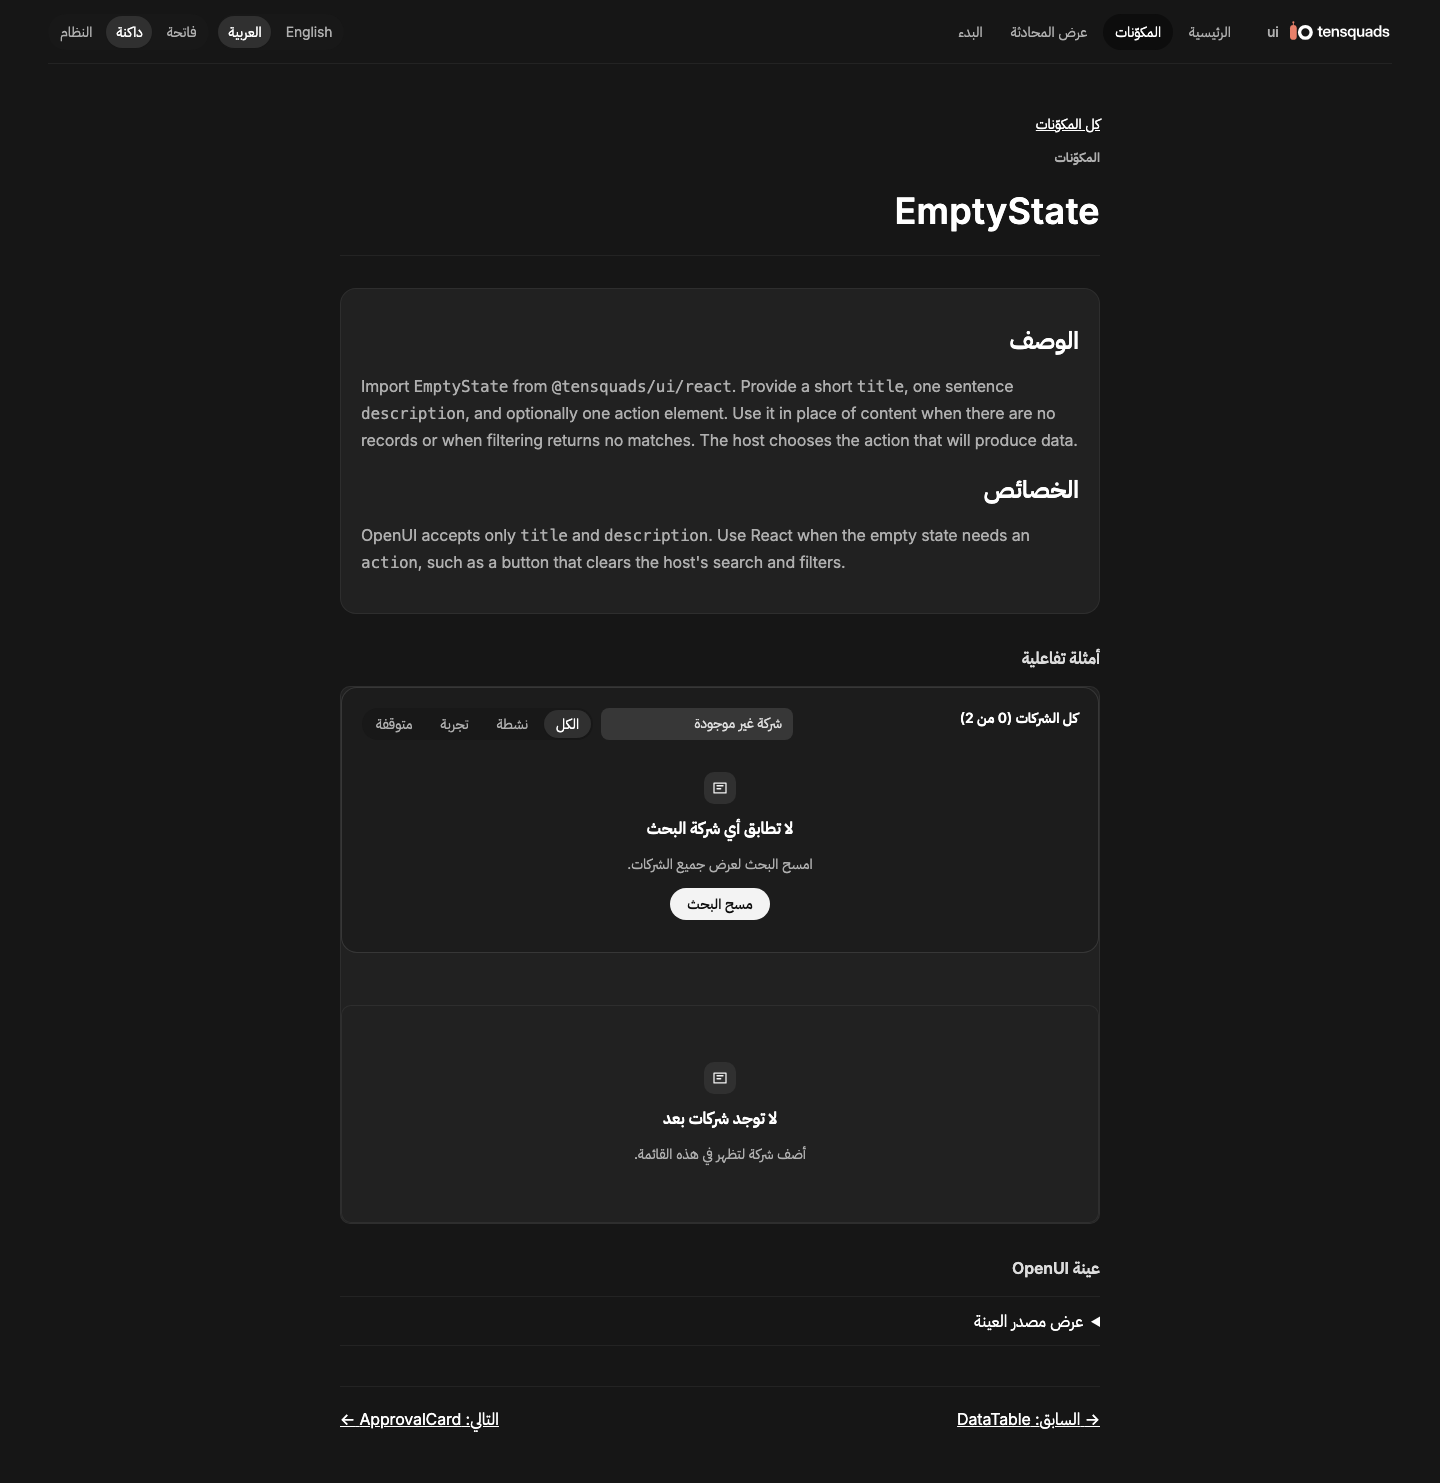 tensquads ui
الرئيسية
المكوّنات
عرض المحادثة
البدء
English
العربية
فاتحة
داكنة
النظام
كل المكوّنات
المكوّنات
EmptyState
الوصف
Import EmptyState from @tensquads/ui/react. Provide a short title, one sentence
description, and optionally one action element. Use it in place of content when there are no
records or when filtering returns no matches. The host chooses the action that will produce data.
الخصائص
OpenUI accepts only title and description. Use React when the empty state needs an
action, such as a button that clears the host's search and filters.
أمثلة تفاعلية
كل الشركات (0 من 2)
شركة غير موجودة
الكل
نشطة
تجربة
متوقفة
لا تطابق أي شركة البحث
امسح البحث لعرض جميع الشركات.
مسح البحث
لا توجد شركات بعد
أضف شركة لتظهر في هذه القائمة.
عينة OpenUI
عرض مصدر العينة
→ السابق: DataTable
التالي: ApprovalCard ←